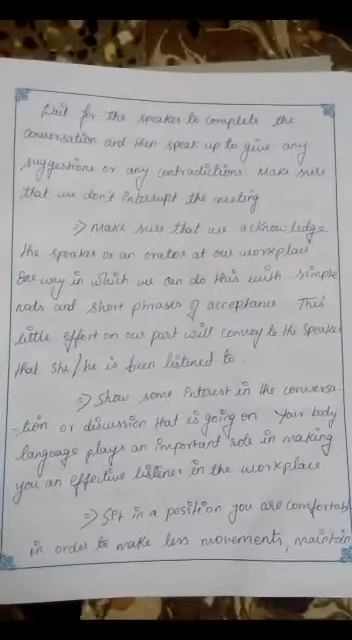 Wait for the speaker to complete the
conversation and then speak up to give any
suggestions or any contradictions. Make sure
that we don't interrupt the meeting
=> Make sure that we acknowledge
the speaker or an orator at our workplace
One way in which we can do this with simple
nods and short phrases of acceptance This
little effort on our part will convey to the speaker
that she/he is been listened to.
=> Show some interest in the conversa-
-tion or discussion that is going on Your body
language plays an important role in making
you an effective listener in the workplace
=> Sit in a position you are comfortabl
in order to make less movements, maintain